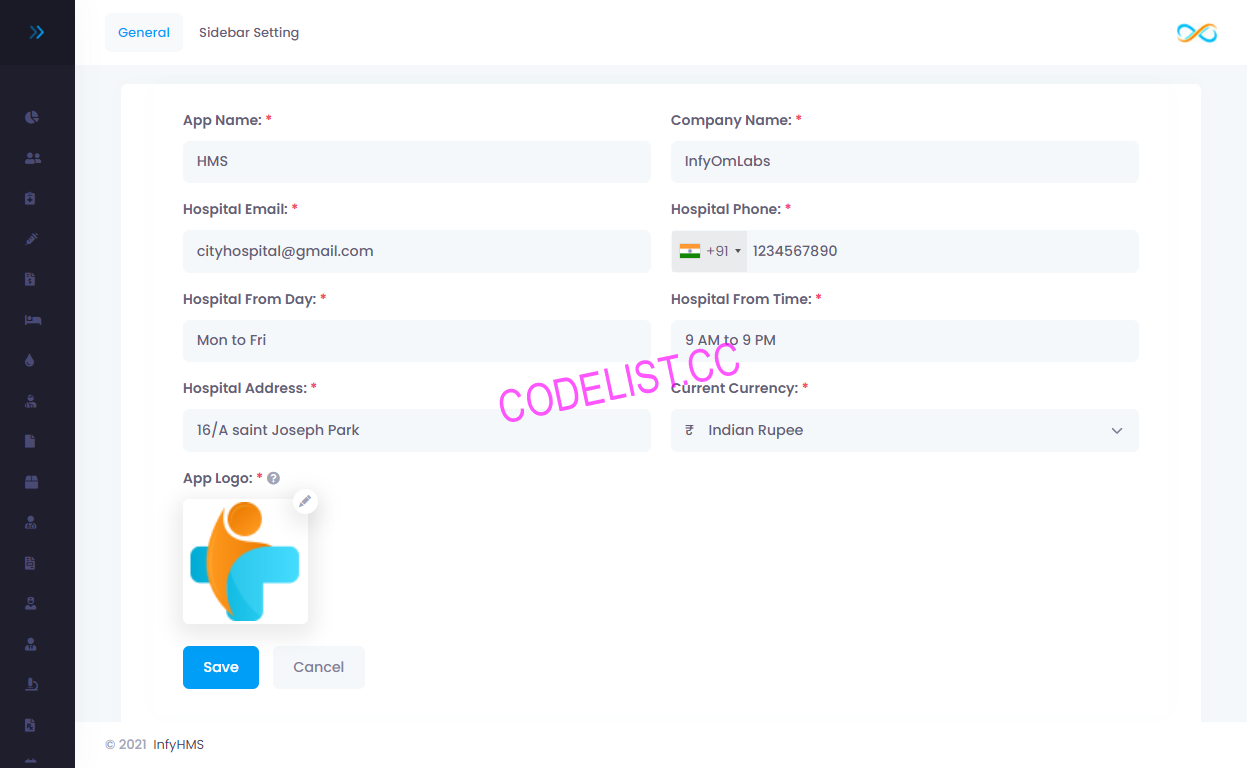 General Sidebar Setting
App Name: * Company Name: *
HMS InfyOmLabs
Hospital Email: * Hospital Phone: *
cityhospital@gmail.com +91 1234567890
Hospital From Day: * Hospital From Time: *
Mon to Fri 9 AM to 9 PM
CODELIST.CC
Hospital Address: * Current Currency: *
16/A saint Joseph Park ₹ Indian Rupee
App Logo: * ?
Save Cancel
© 2021 InfyHMS